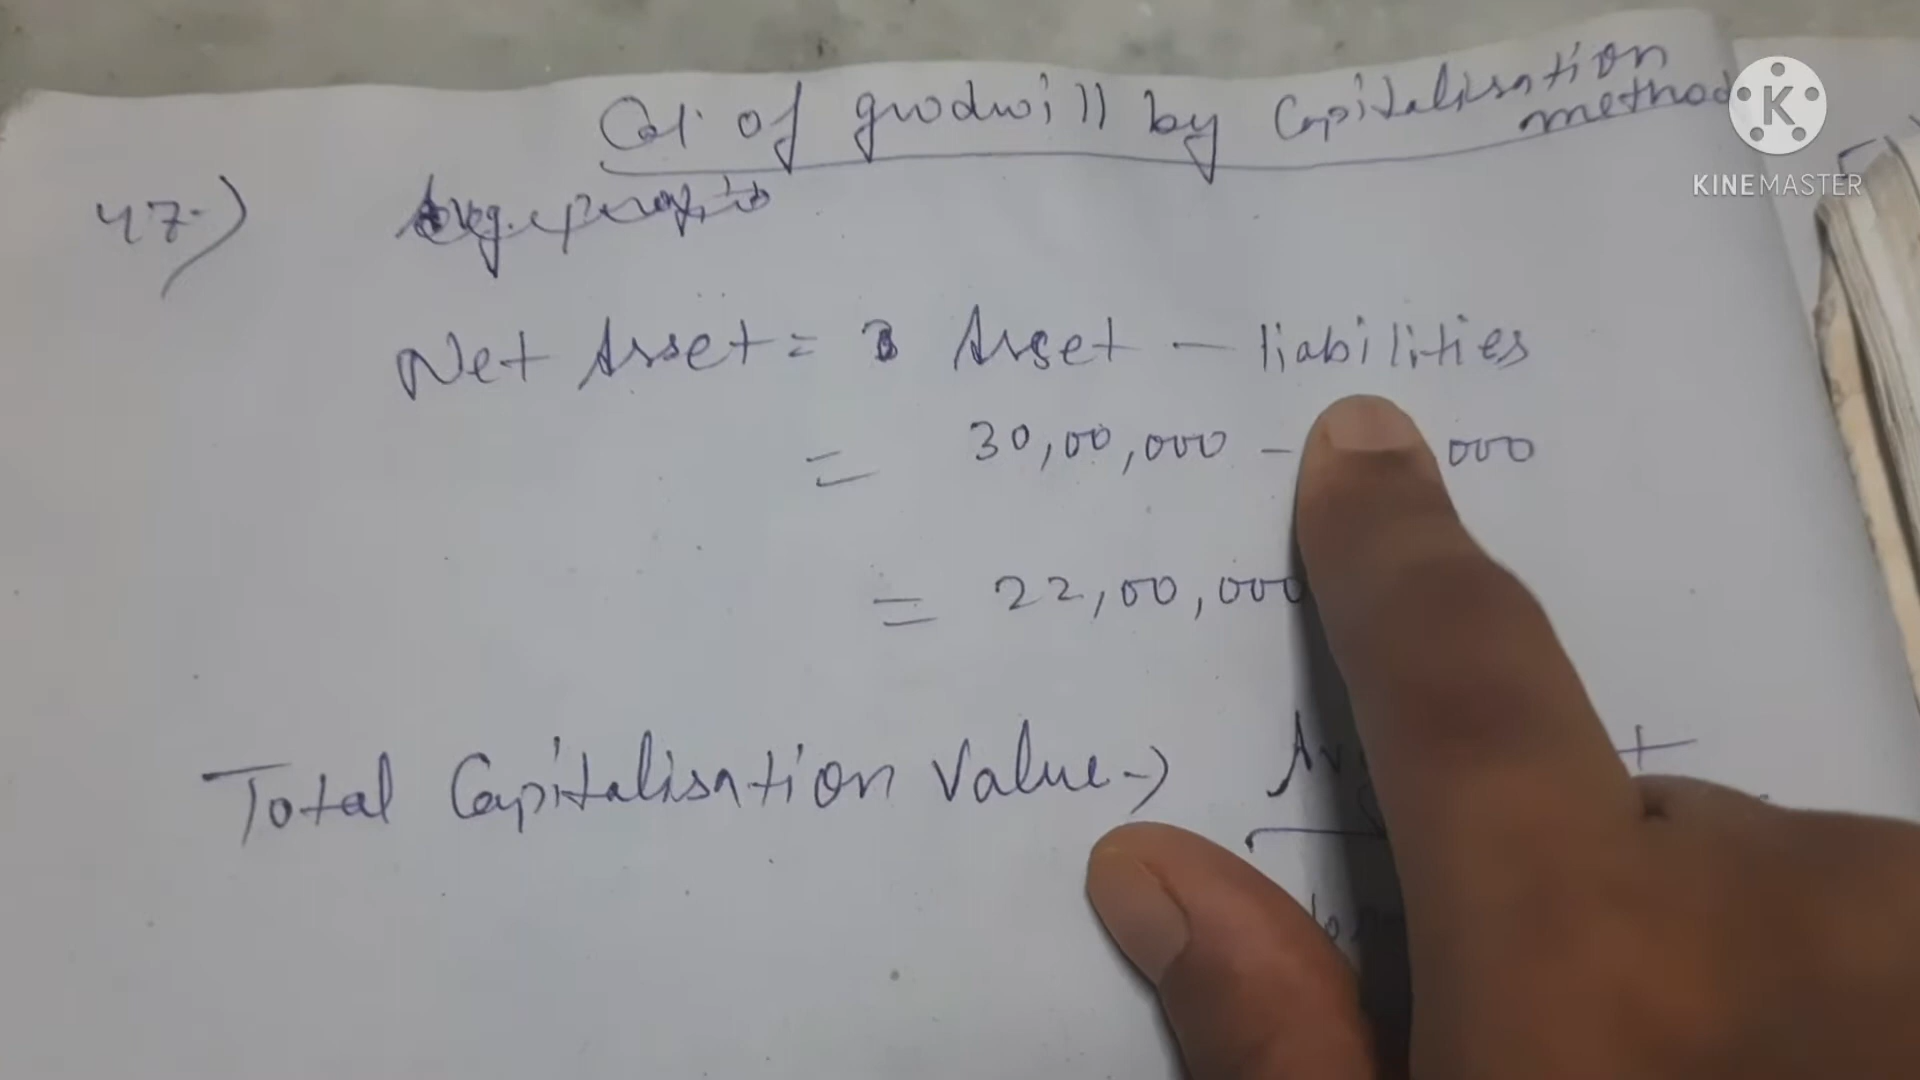 Cal. of goodwill by Capitalisation method
47.)
Net Asset = Asset - liabilities
= 30,00,000 - 000
= 22,00,000
Total Capitalisation Value →
KINEMASTER